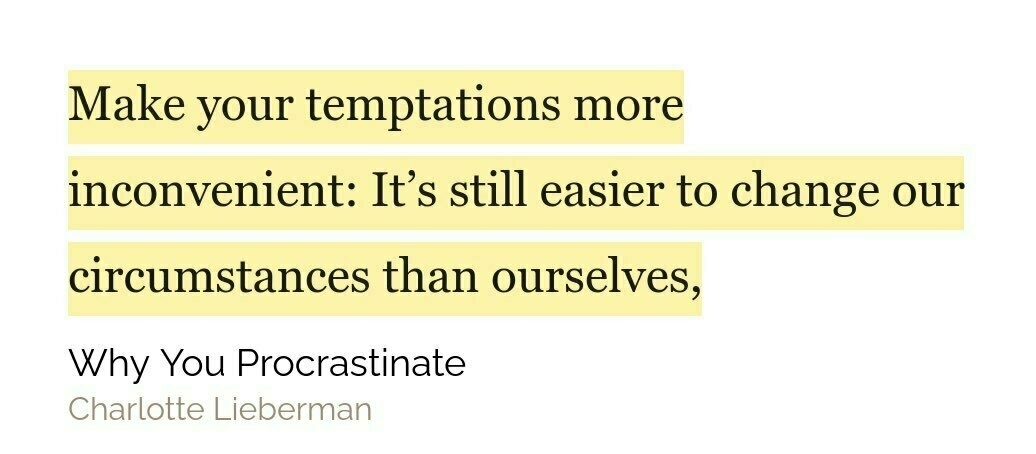 Make your temptations more
inconvenient: It’s still easier to change our
circumstances than ourselves,
Why You Procrastinate
Charlotte Lieberman